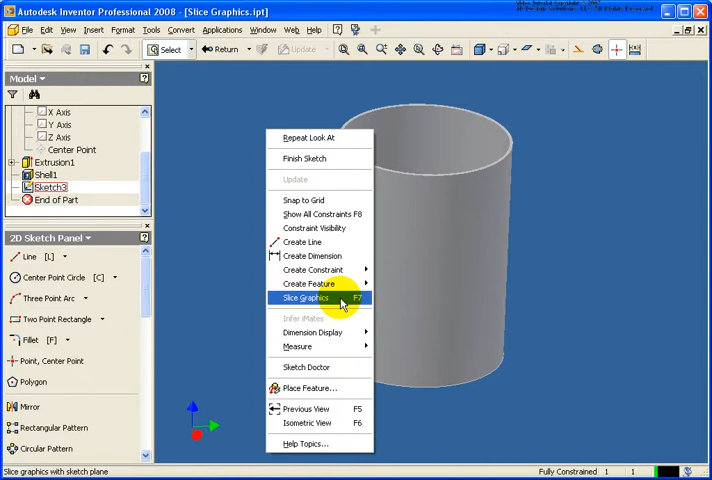 Autodesk Inventor Professional 2008 - [Slice Graphics.ipt]
File Edit View Insert Format Tools Convert Applications Window Web Help
Select Return Update
Model
X Axis
Y Axis
Z Axis
Center Point
Extrusion1
Shell1
Sketch3
End of Part
2D Sketch Panel
Line [L]
Center Point Circle [C]
Three Point Arc
Two Point Rectangle
Fillet [F]
Point, Center Point
Polygon
Mirror
Rectangular Pattern
Circular Pattern
Repeat Look At
Finish Sketch
Update
Snap to Grid
Show All Constraints F8
Constraint Visibility
Create Line
Create Dimension
Create Constraint
Create Feature
Slice Graphics F7
Infer iMates
Dimension Display
Measure
Sketch Doctor
Place Feature...
Previous View F5
Isometric View F6
Help Topics...
Slice graphics with sketch plane
Fully Constrained 1 1